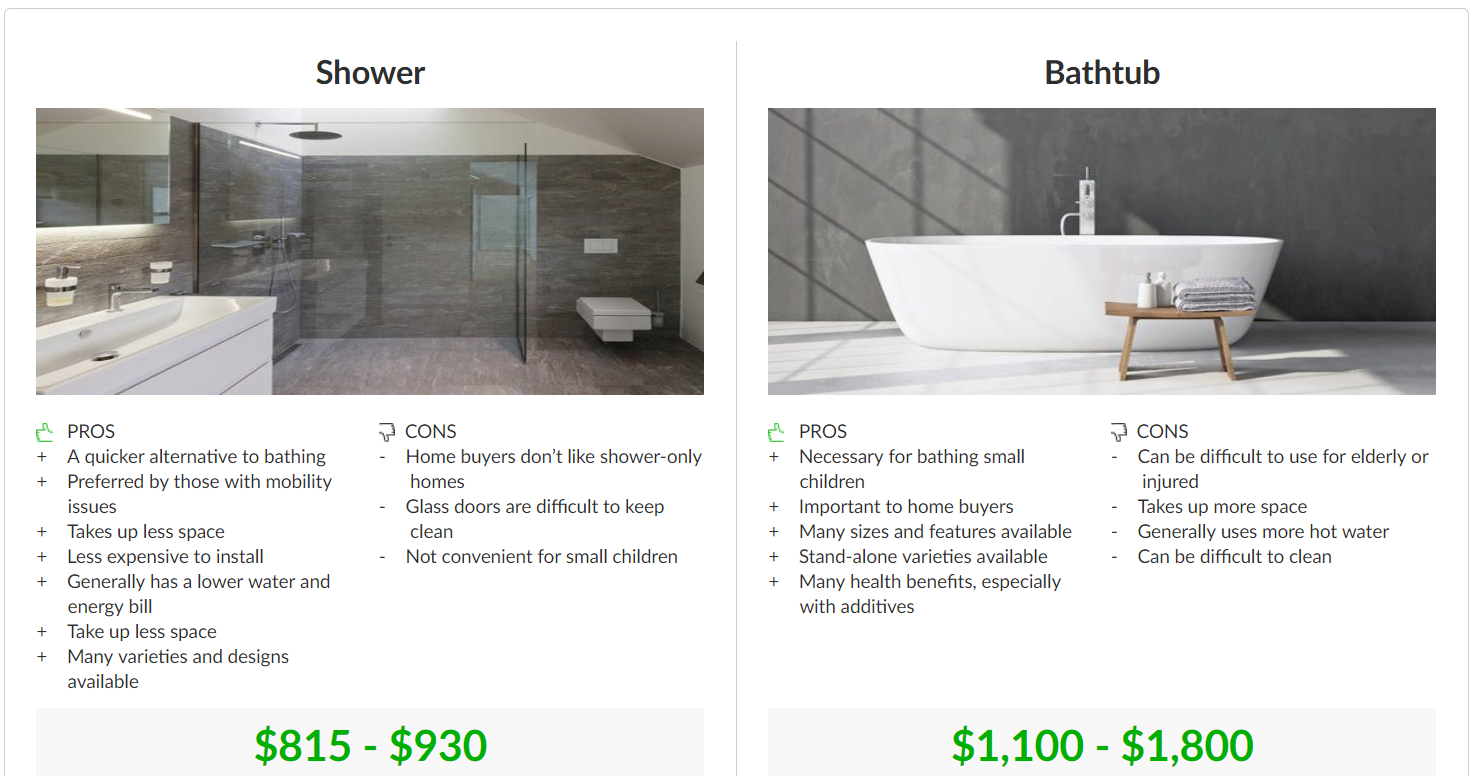 Shower
PROS
+ A quicker alternative to bathing
+ Preferred by those with mobility
issues
+ Takes up less space
+ Less expensive to install
+ Generally has a lower water and
energy bill
+ Take up less space
+ Many varieties and designs
available
CONS
- Home buyers don’t like shower-only
homes
- Glass doors are difficult to keep
clean
- Not convenient for small children
$815 - $930
Bathtub
PROS
+ Necessary for bathing small
children
+ Important to home buyers
+ Many sizes and features available
+ Stand-alone varieties available
+ Many health benefits, especially
with additives
CONS
- Can be difficult to use for elderly or
injured
- Takes up more space
- Generally uses more hot water
- Can be difficult to clean
$1,100 - $1,800